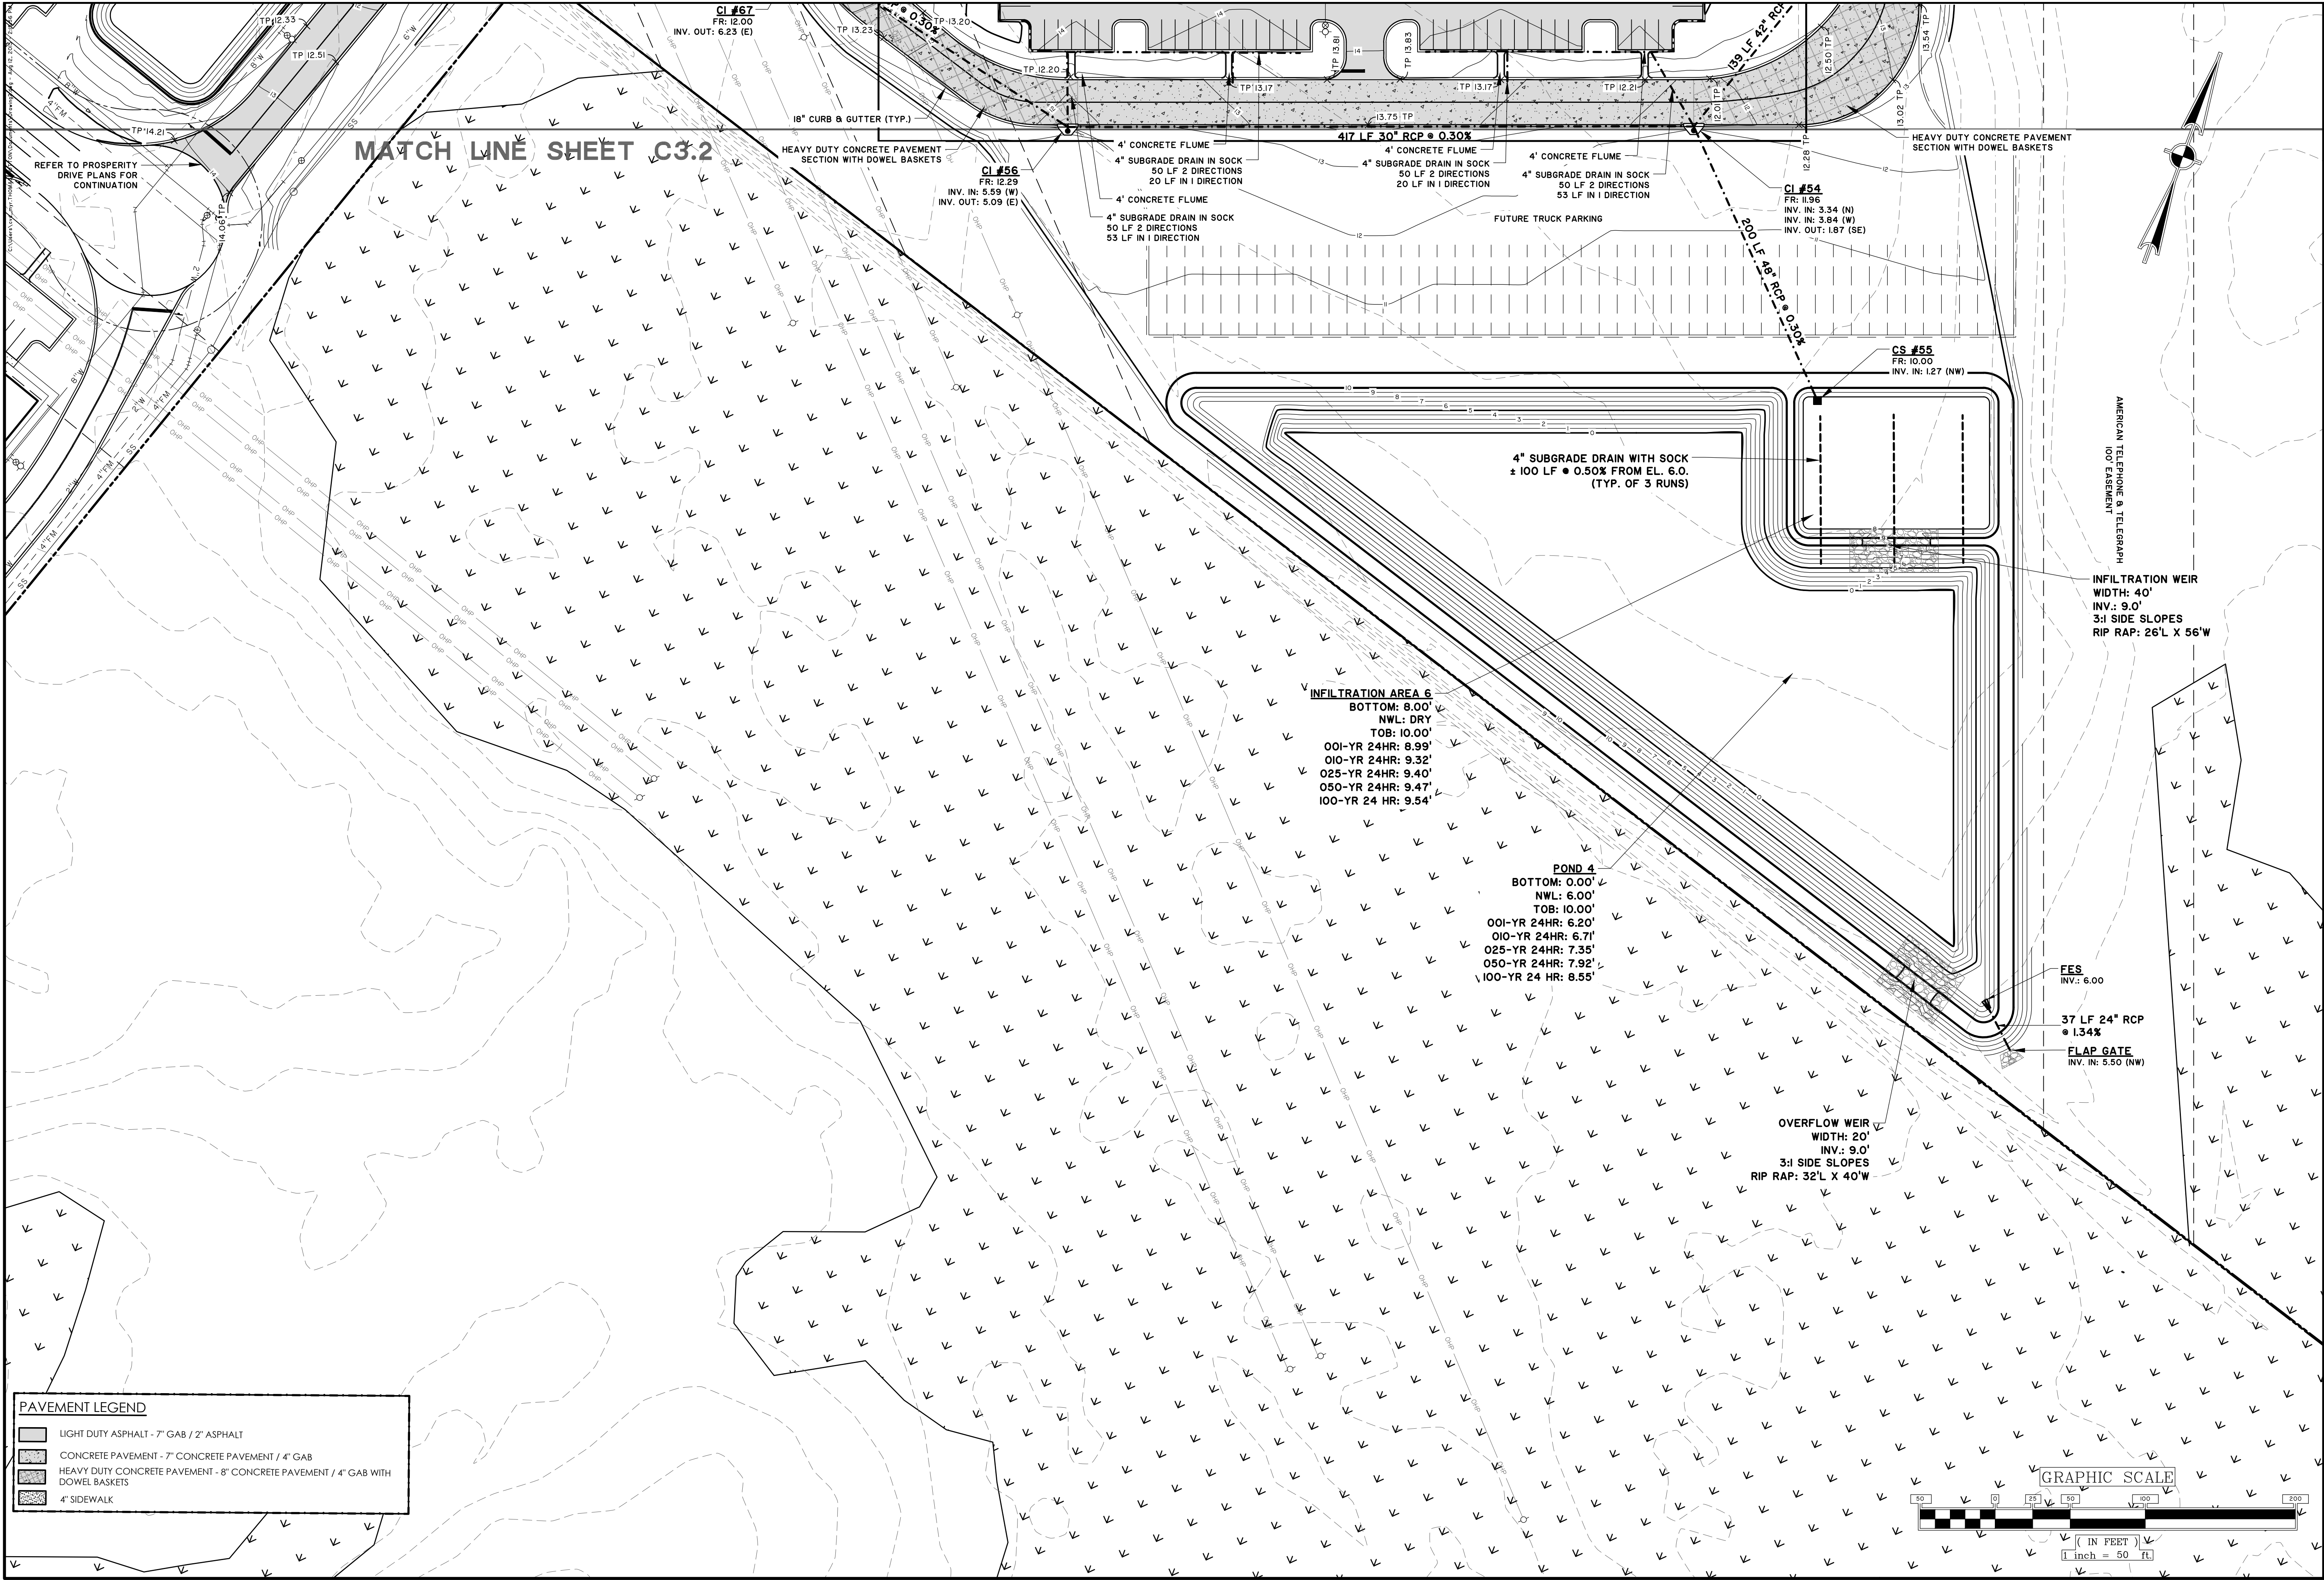 CI #67
FR: 12.00
INV. OUT: 6.23 (E)
TP 12.33
TP 12.51
TP 14.21
14.06 TP
8"W
6"W
4"FM
SS
REFER TO PROSPERITY
DRIVE PLANS FOR
CONTINUATION
MATCH LINE SHEET C3.2
TP 13.23
TP 13.20
TP 12.20
TP 13.17
TP 13.81
TP 13.83
TP 13.17
TP 12.21
12.01 TP
12.50 TP
13.54 TP
13.02 TP
12.28 TP
13.75 TP
139 LF 42" RCP
417 LF 30" RCP @ 0.30%
18" CURB & GUTTER (TYP.)
HEAVY DUTY CONCRETE PAVEMENT
SECTION WITH DOWEL BASKETS
CI #56
FR: 12.29
INV. IN: 5.59 (W)
INV. OUT: 5.09 (E)
4' CONCRETE FLUME
4" SUBGRADE DRAIN IN SOCK
50 LF 2 DIRECTIONS
20 LF IN 1 DIRECTION
4' CONCRETE FLUME
4" SUBGRADE DRAIN IN SOCK
50 LF 2 DIRECTIONS
53 LF IN 1 DIRECTION
4' CONCRETE FLUME
4" SUBGRADE DRAIN IN SOCK
50 LF 2 DIRECTIONS
20 LF IN 1 DIRECTION
4' CONCRETE FLUME
4" SUBGRADE DRAIN IN SOCK
50 LF 2 DIRECTIONS
53 LF IN 1 DIRECTION
HEAVY DUTY CONCRETE PAVEMENT
SECTION WITH DOWEL BASKETS
CI #54
FR: 11.96
INV. IN: 3.34 (N)
INV. IN: 3.84 (W)
INV. OUT: 1.87 (SE)
FUTURE TRUCK PARKING
200 LF 48" RCP @ 0.30%
CS #55
FR: 10.00
INV. IN: 1.27 (NW)
AMERICAN TELEPHONE & TELEGRAPH
100' EASEMENT
10
9
8
7
6
5
4
3
2
1
0
4" SUBGRADE DRAIN WITH SOCK
± 100 LF @ 0.50% FROM EL. 6.0.
(TYP. OF 3 RUNS)
INFILTRATION WEIR
WIDTH: 40'
INV.: 9.0'
3:1 SIDE SLOPES
RIP RAP: 26'L X 56'W
INFILTRATION AREA 6
BOTTOM: 8.00'
NWL: DRY
TOB: 10.00'
001-YR 24HR: 8.99'
010-YR 24HR: 9.32'
025-YR 24HR: 9.40'
050-YR 24HR: 9.47'
100-YR 24 HR: 9.54'
POND 4
BOTTOM: 0.00'
NWL: 6.00'
TOB: 10.00'
001-YR 24HR: 6.20'
010-YR 24HR: 6.71'
025-YR 24HR: 7.35'
050-YR 24HR: 7.92'
100-YR 24 HR: 8.55'
FES
INV.: 6.00
37 LF 24" RCP
@ 1.34%
FLAP GATE
INV. IN: 5.50 (NW)
OVERFLOW WEIR
WIDTH: 20'
INV.: 9.0'
3:1 SIDE SLOPES
RIP RAP: 32'L X 40'W
OHP
PAVEMENT LEGEND
LIGHT DUTY ASPHALT - 7" GAB / 2" ASPHALT
CONCRETE PAVEMENT - 7" CONCRETE PAVEMENT / 4" GAB
HEAVY DUTY CONCRETE PAVEMENT - 8" CONCRETE PAVEMENT / 4" GAB WITH
DOWEL BASKETS
4" SIDEWALK
GRAPHIC SCALE
50 0 25 50 100 200
( IN FEET )
1 inch = 50 ft.